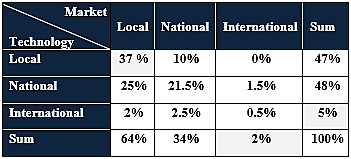 Market
Technology
Local National International Sum
Local 37 % 10% 0% 47%
National 25% 21.5% 1.5% 48%
International 2% 2.5% 0.5% 5%
Sum 64% 34% 2% 100%